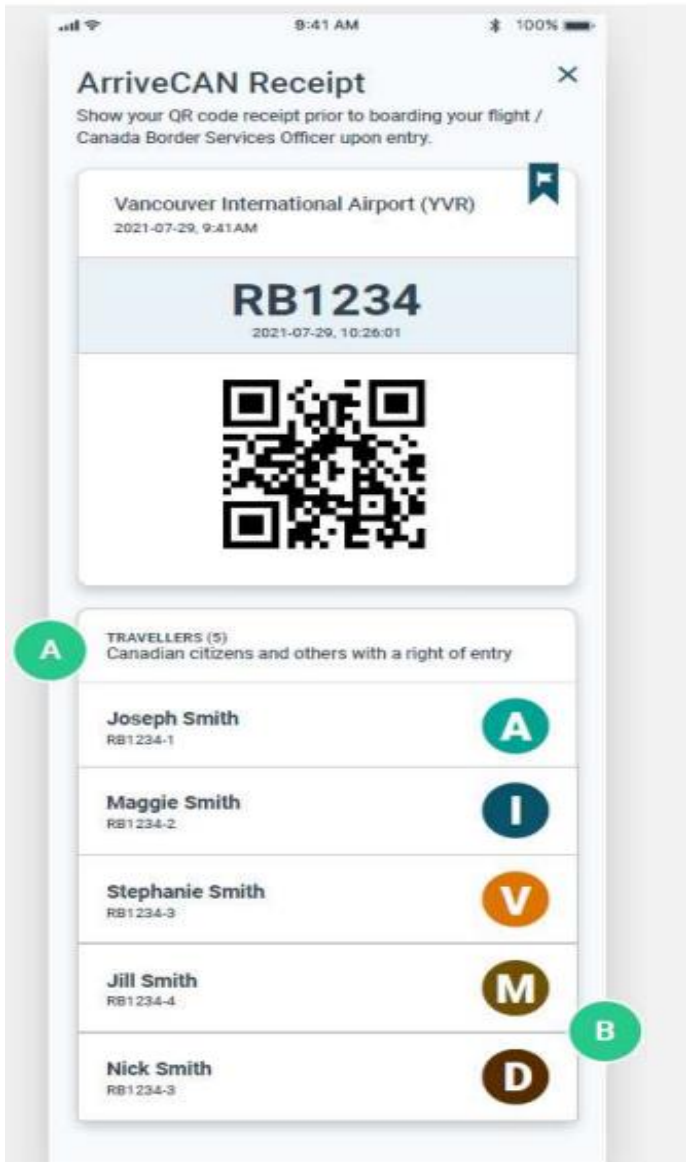 9:41 AM
100%
ArriveCAN Receipt
Show your QR code receipt prior to boarding your flight /
Canada Border Services Officer upon entry.
Vancouver International Airport (YVR)
2021-07-29, 9:41AM
RB1234
2021-07-29, 10:26:01
A
TRAVELLERS (5)
Canadian citizens and others with a right of entry
Joseph Smith
RB1234-1
A
Maggie Smith
RB1234-2
I
Stephanie Smith
RB1234-3
V
Jill Smith
RB1234-4
M
B
Nick Smith
RB1234-3
D